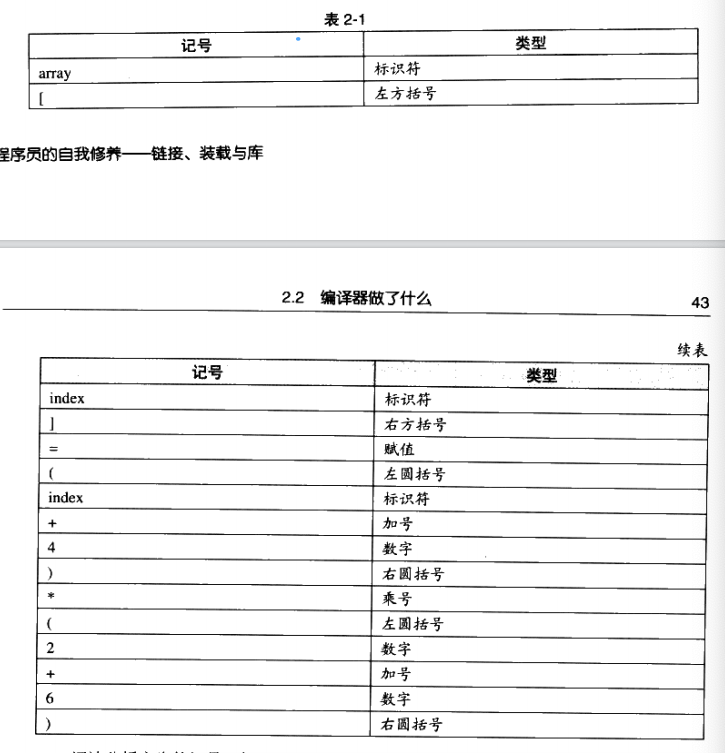 表 2-1
记号 类型
array 标识符
[ 左方括号
程序员的自我修养——链接、装载与库
2.2 编译器做了什么 43
续表
记号 类型
index 标识符
] 右方括号
= 赋值
( 左圆括号
index 标识符
+ 加号
4 数字
) 右圆括号
* 乘号
( 左圆括号
2 数字
+ 加号
6 数字
) 右圆括号